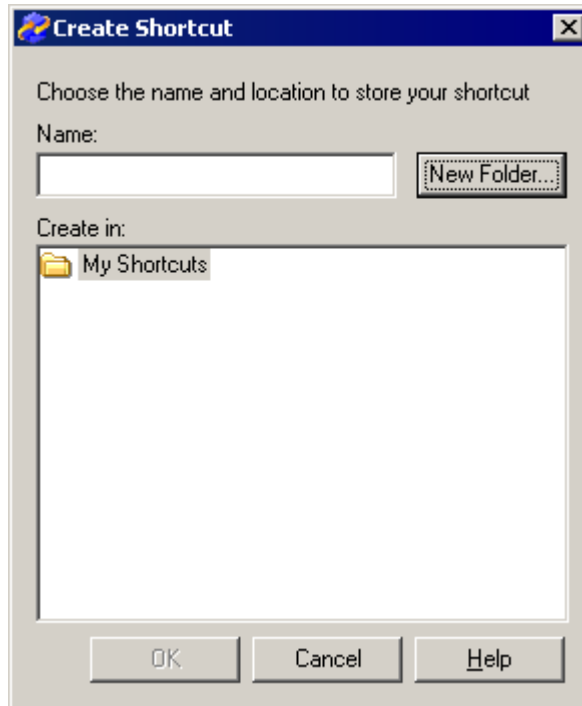 Create Shortcut
Choose the name and location to store your shortcut
Name:
New Folder...
Create in:
My Shortcuts
OK Cancel Help